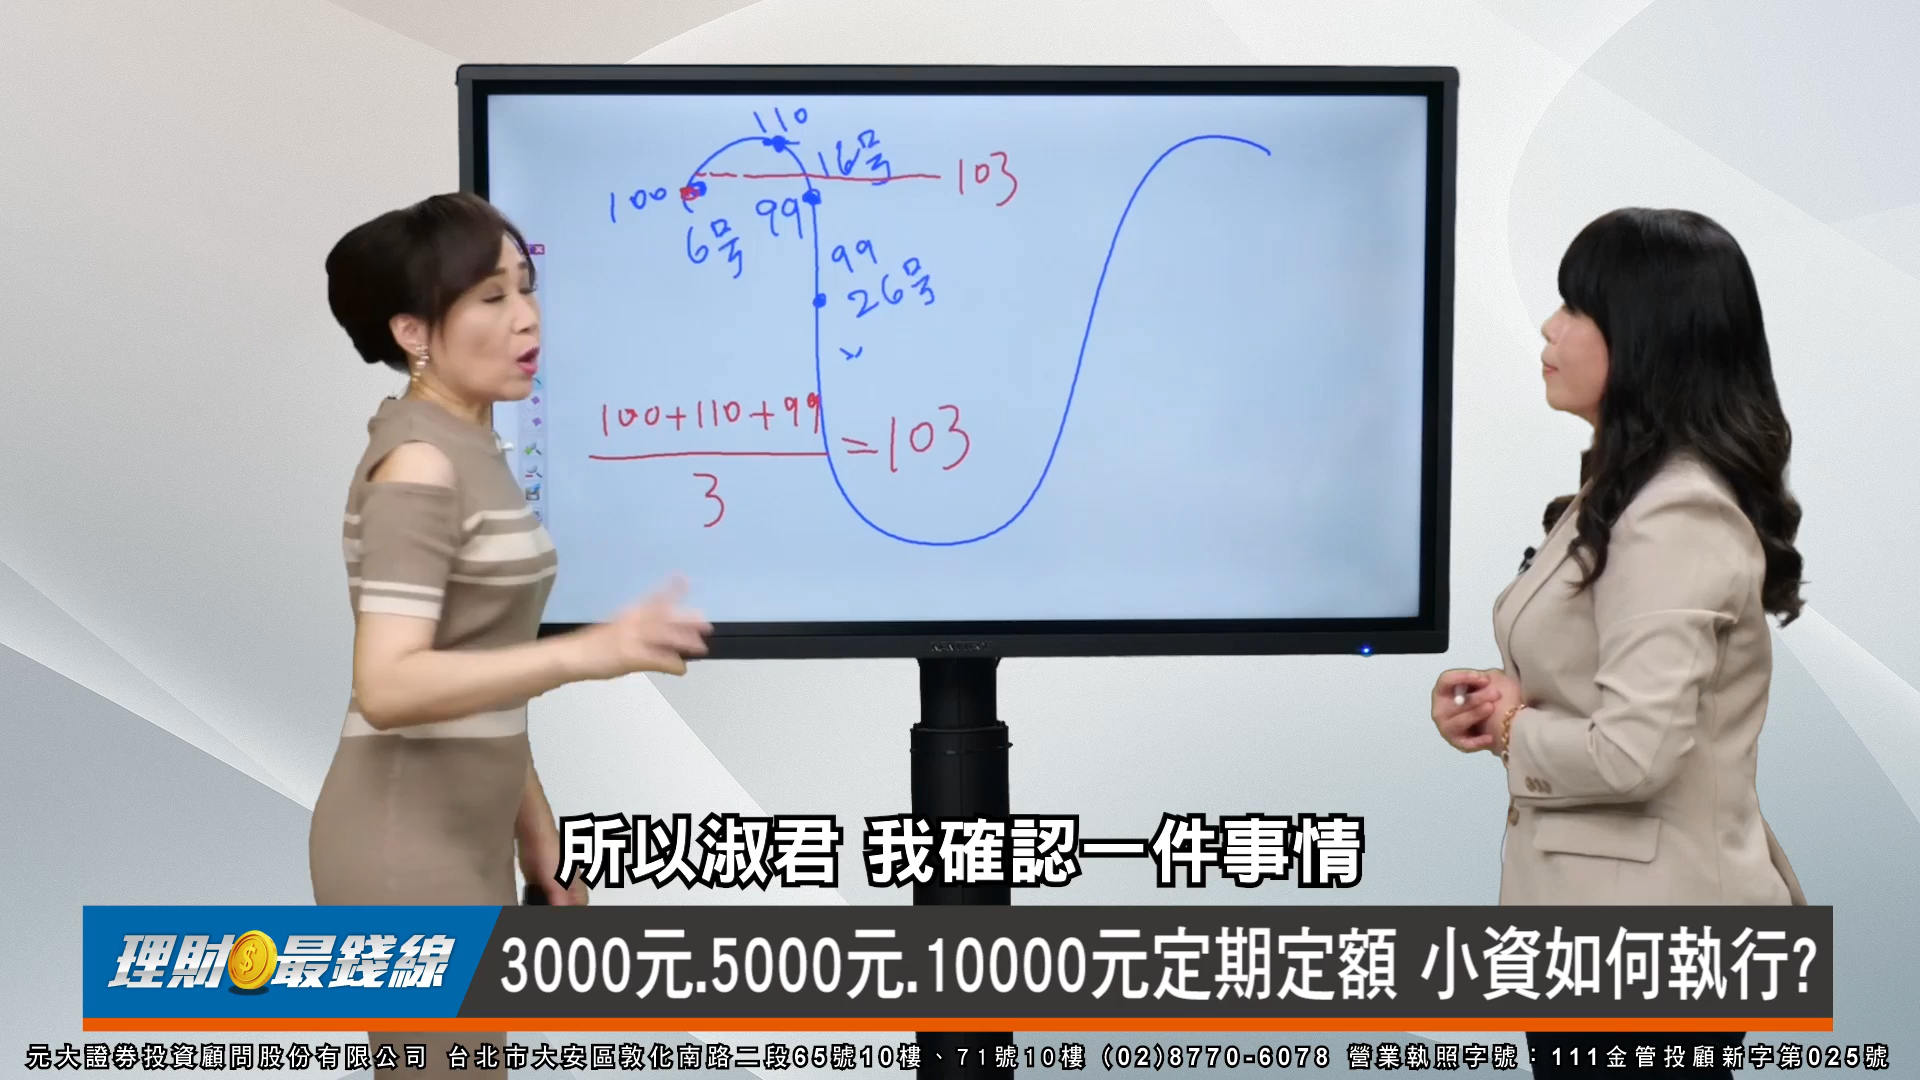 110
16号
103
100
99
6号
99
26号
100+110+99
=103
3
所以淑君 我確認一件事情
理財最錢線
3000元.5000元.10000元定期定額 小資如何執行?
元大證券投資顧問股份有限公司 台北市大安區敦化南路二段65號10樓、71號10樓 (02)8770-6078 營業執照字號：111金管投顧新字第025號